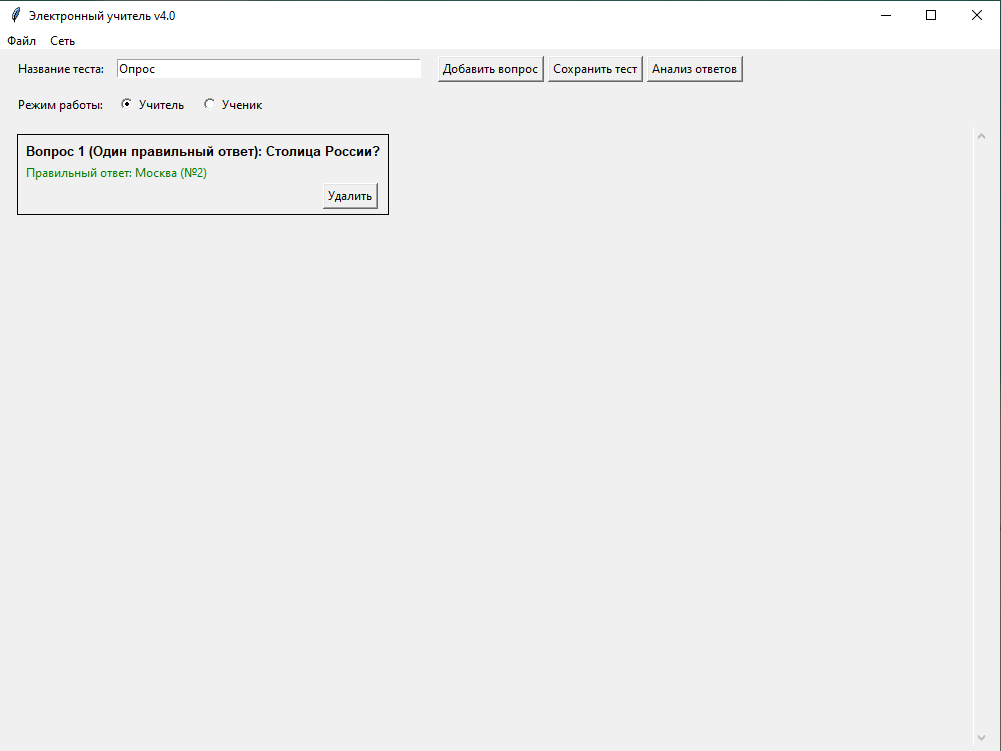 Электронный учитель v4.0
Файл Сеть
Название теста: Опрос Добавить вопрос Сохранить тест Анализ ответов
Режим работы: Учитель Ученик
Вопрос 1 (Один правильный ответ): Столица России?
Правильный ответ: Москва (№2)
Удалить